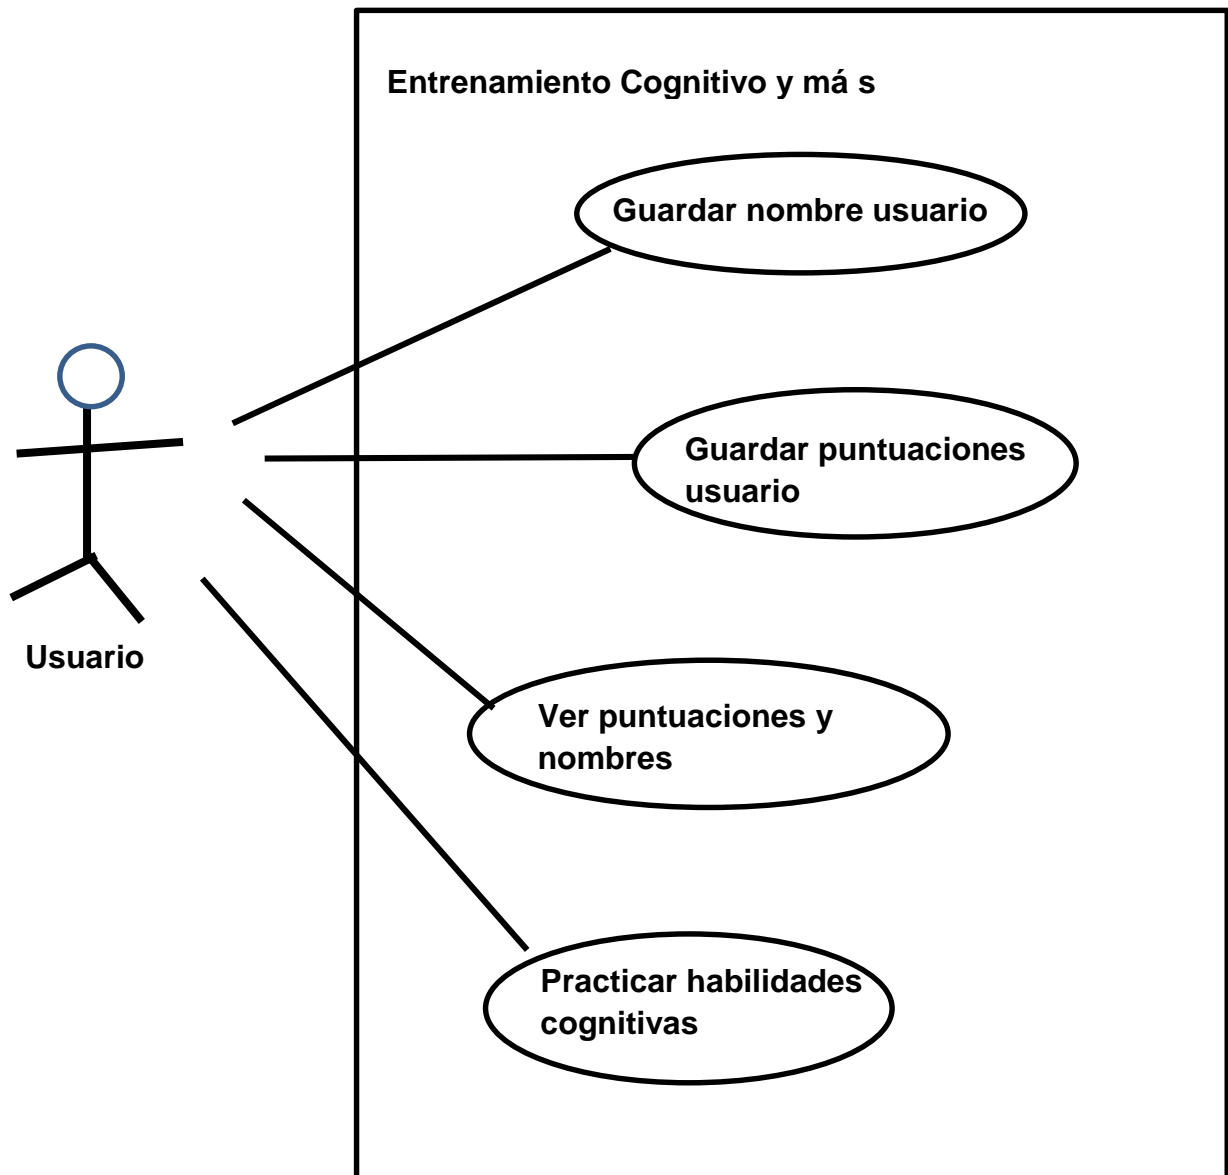 Entrenamiento Cognitivo y má s
Guardar nombre usuario
Guardar puntuaciones
usuario
Usuario
Ver puntuaciones y
nombres
Practicar habilidades
cognitivas